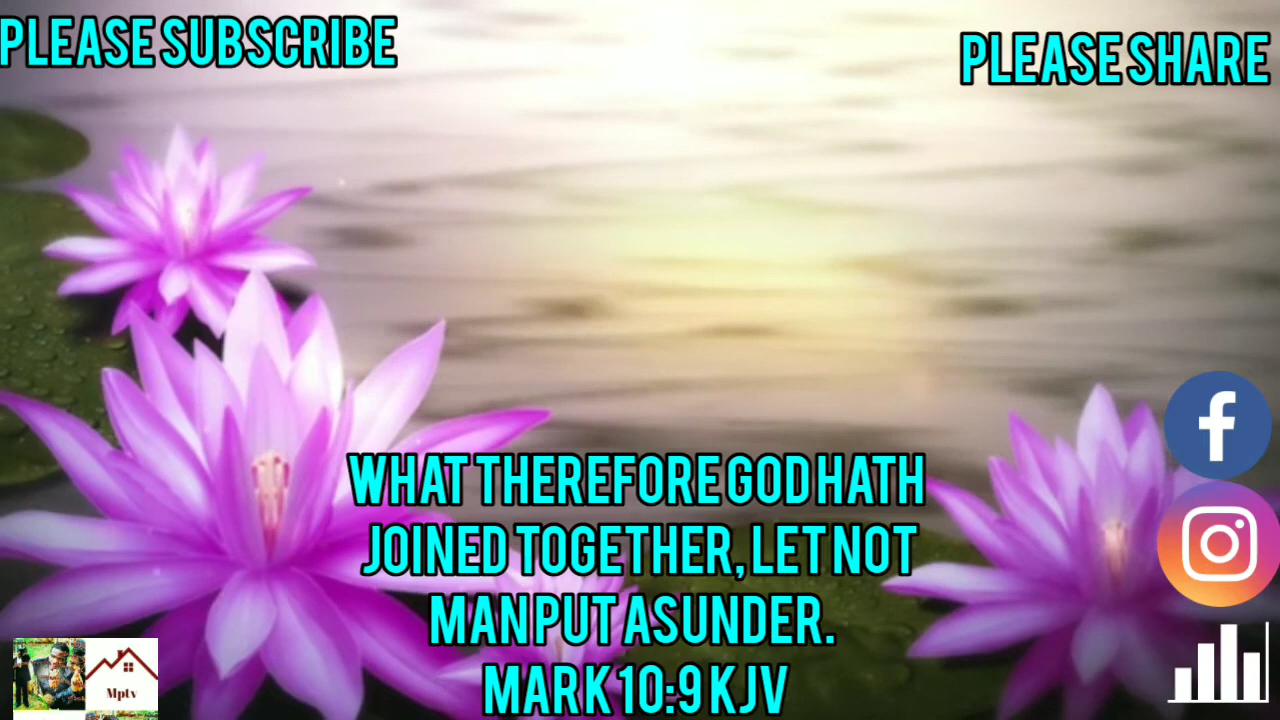 PLEASE SUBSCRIBE
PLEASE SHARE
WHAT THEREFORE GOD HATH
JOINED TOGETHER, LET NOT
MAN PUT ASUNDER.
MARK 10:9 KJV
Mptv